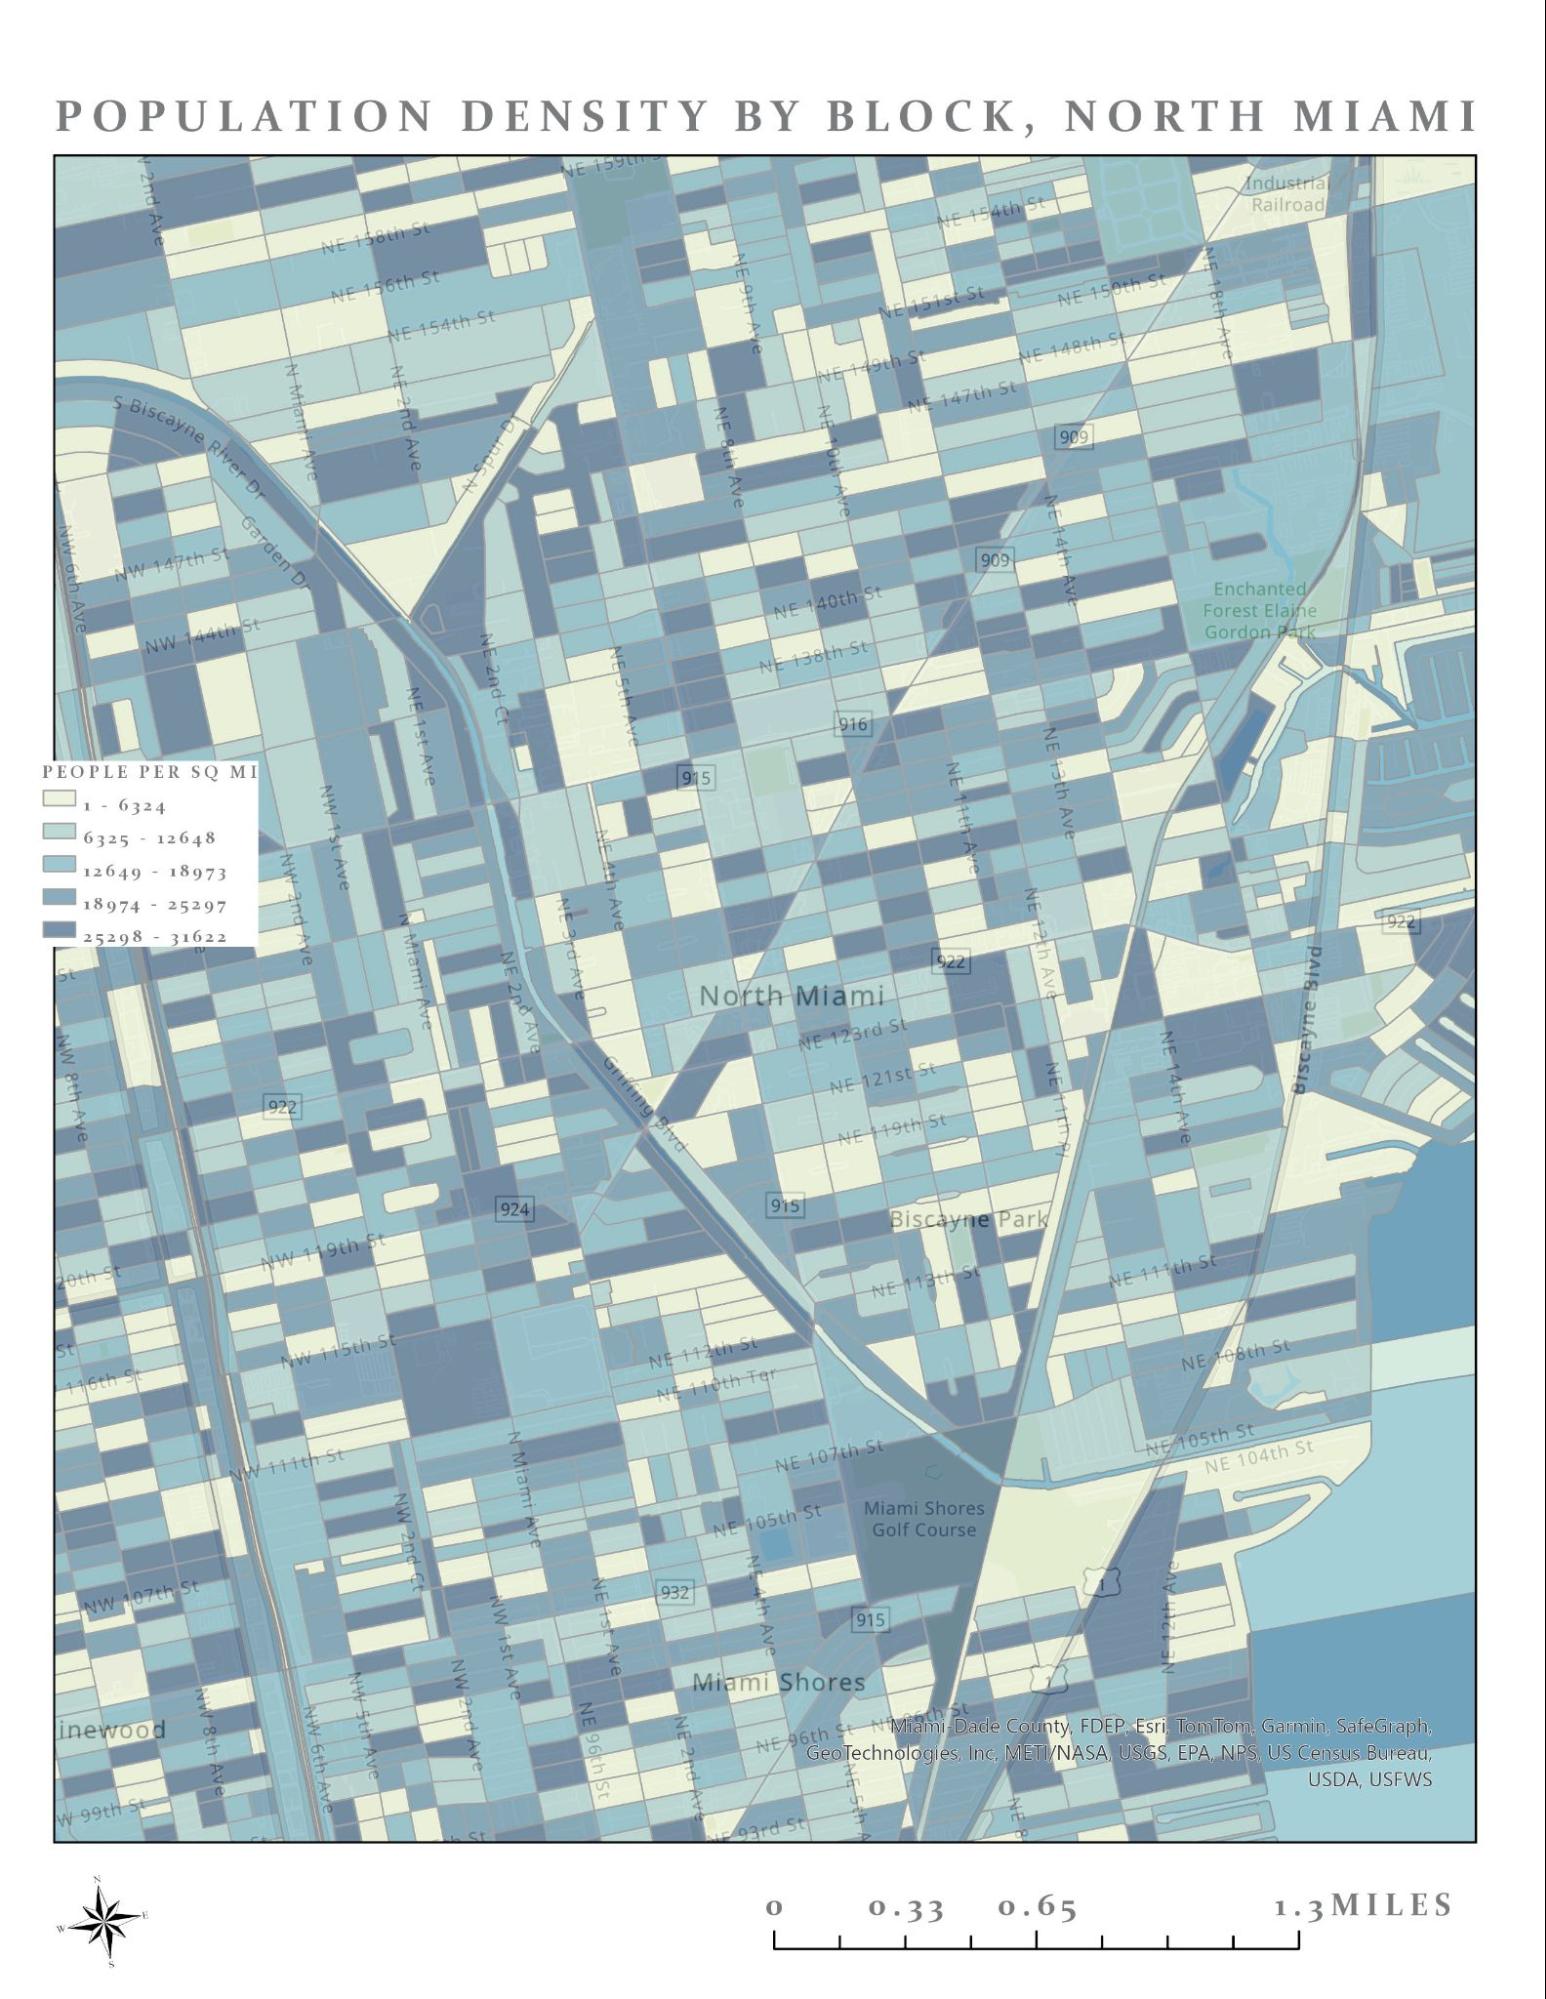 POPULATION DENSITY BY BLOCK, NORTH MIAMI
NE 159th S
Industrial
Railroad
NE 154th St
NE 158th St
NE 9th Ave
NE 18th Ave
NE 156th St
NE 151st St
NE 150th St
NE 154th St
NE 149th St
NE 148th St
N Miami Ave
NE 2nd Ave
NE 147th St
S Biscayne River Dr
N Spur D
NE 8th Ave
NE 10th Ave
909
Garden Dr
NW 6th Ave
NW 147th St
909
NE 14th Ave
Enchanted
Forest Elaine
Gordon Park
NE 140th St
NW 144th St
NE 138th St
NE 2nd Ct
NE 5th Ave
NE 1st Ave
916
NE 13th Ave
915
NE 11th Ave
PEOPLE PER SQ MI
1 - 6324
6325 - 12648
12649 - 18973
18974 - 25297
25298 - 31622
NW 1st Ave
NW 2nd Ave
NE 4th Ave
NE 3rd Ave
NE 12th Ave
N Miami Ave
922
St
922
NE 2nd Ave
North Miami
Biscayne Blvd
NE 123rd St
NW 8th Ave
NE 14th Ave
NE 121st St
Griffing Blvd
NE 11th Pl
922
NE 119th St
924
915
Biscayne Park
NW 119th St
20th St
NE 113th St
NE 111th St
St
NW 115th St
NE 112th St
NE 108th St
116th St
NE 110th Ter
NE 107th St
NE 105th St
NE 104th St
NW 111th St
N Miami Ave
NW 2nd Ct
NE 105th St
Miami Shores
Golf Course
NW 107th St
NE 4th Ave
932
1
NE 12th Ave
915
NE 1st Ave
NW 1st Ave
Miami Shores
1
linewood
NW 8th Ave
NW 6th Ave
NW 5th Ave
NW 2nd Ave
NE 96th St
NE 2nd Ave
NE 96th St
Miami-Dade County, FDEP, Esri, TomTom, Garmin, SafeGraph,
GeoTechnologies, Inc, METI/NASA, USGS, EPA, NPS, US Census Bureau,
USDA, USFWS
W 99th St
NE 5th A
NE 93rd St
NE 8
N
W E
S
0 0.33 0.65 1.3 MILES